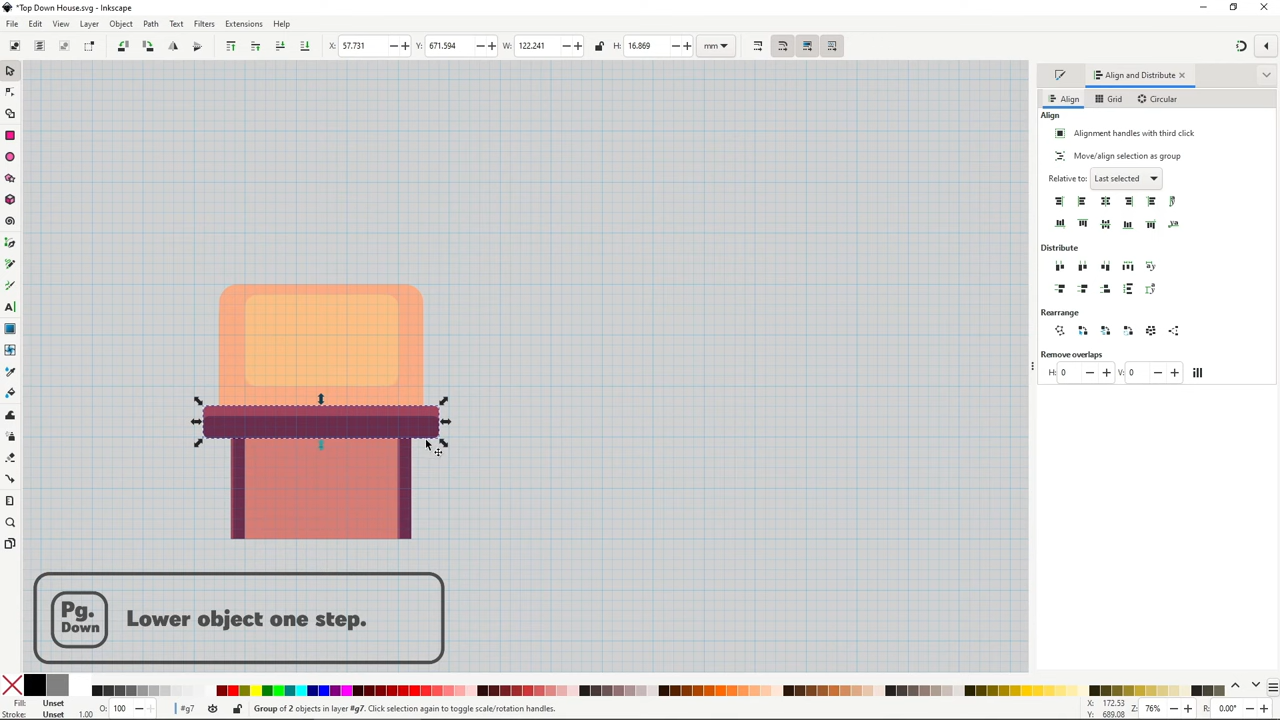 *Top Down House.svg - Inkscape
File Edit View Layer Object Path Text Filters Extensions Help
X: 57.731 Y: 671.594 W: 122.241 H: 16.869 mm
Align and Distribute
Align Grid Circular
Align
Alignment handles with third click
Move/align selection as group
Relative to: Last selected
Distribute
Rearrange
Remove overlaps
H: 0 V: 0
Pg. Down
Lower object one step.
Fill: Unset
Stroke: Unset 1.00
O: 100
#g7
Group of 2 objects in layer #g7. Click selection again to toggle scale/rotation handles.
X: 172.53
Y: 689.08
Z: 76%
R: 0.00°